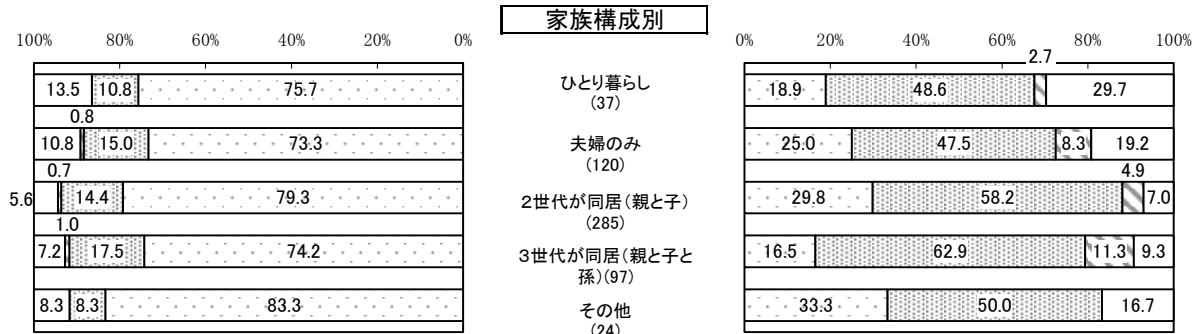 家族構成別
100% 80% 60% 40% 20% 0%
0% 20% 40% 60% 80% 100%
2.7
13.5 10.8 75.7
ひとり暮らし
(37)
18.9 48.6 29.7
0.8
10.8 15.0 73.3
夫婦のみ
(120)
25.0 47.5 8.3 19.2
0.7
4.9
5.6 14.4 79.3
2世代が同居(親と子)
(285)
29.8 58.2 7.0
1.0
7.2 17.5 74.2
3世代が同居(親と子と
孫)(97)
16.5 62.9 11.3 9.3
8.3 8.3 83.3
その他
(24)
33.3 50.0 16.7